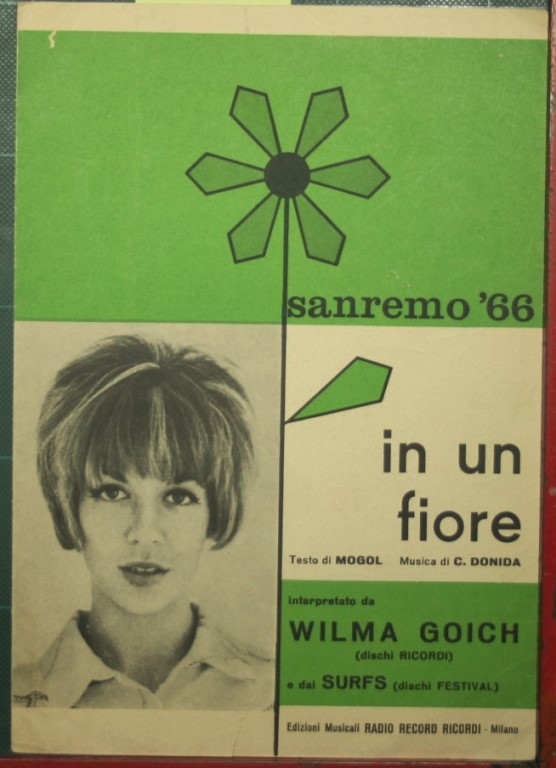 sanremo '66
in un
fiore
Testo di MOGOL Musica di C. DONIDA
interpretato da
WILMA GOICH
(dischi RICORDI)
e dai SURFS (dischi FESTIVAL)
Edizioni Musicali RADIO RECORD RICORDI - Milano